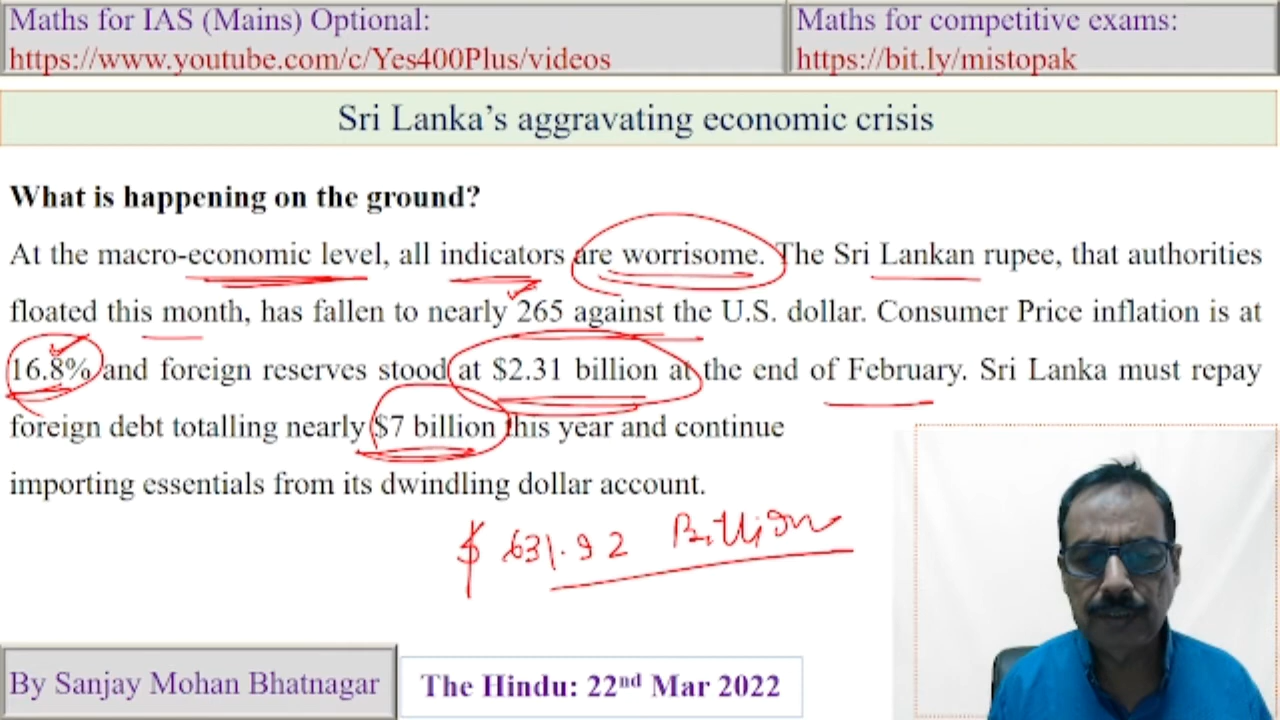 Maths for IAS (Mains) Optional:
https://www.youtube.com/c/Yes400Plus/videos
Maths for competitive exams:
https://bit.ly/mistopak
Sri Lanka’s aggravating economic crisis
What is happening on the ground?
At the macro-economic level, all indicators are worrisome. The Sri Lankan rupee, that authorities
floated this month, has fallen to nearly 265 against the U.S. dollar. Consumer Price inflation is at
16.8% and foreign reserves stood at $2.31 billion at the end of February. Sri Lanka must repay
foreign debt totalling nearly $7 billion this year and continue
importing essentials from its dwindling dollar account.
$ 631.92 Billion
By Sanjay Mohan Bhatnagar
The Hindu: 22nd Mar 2022